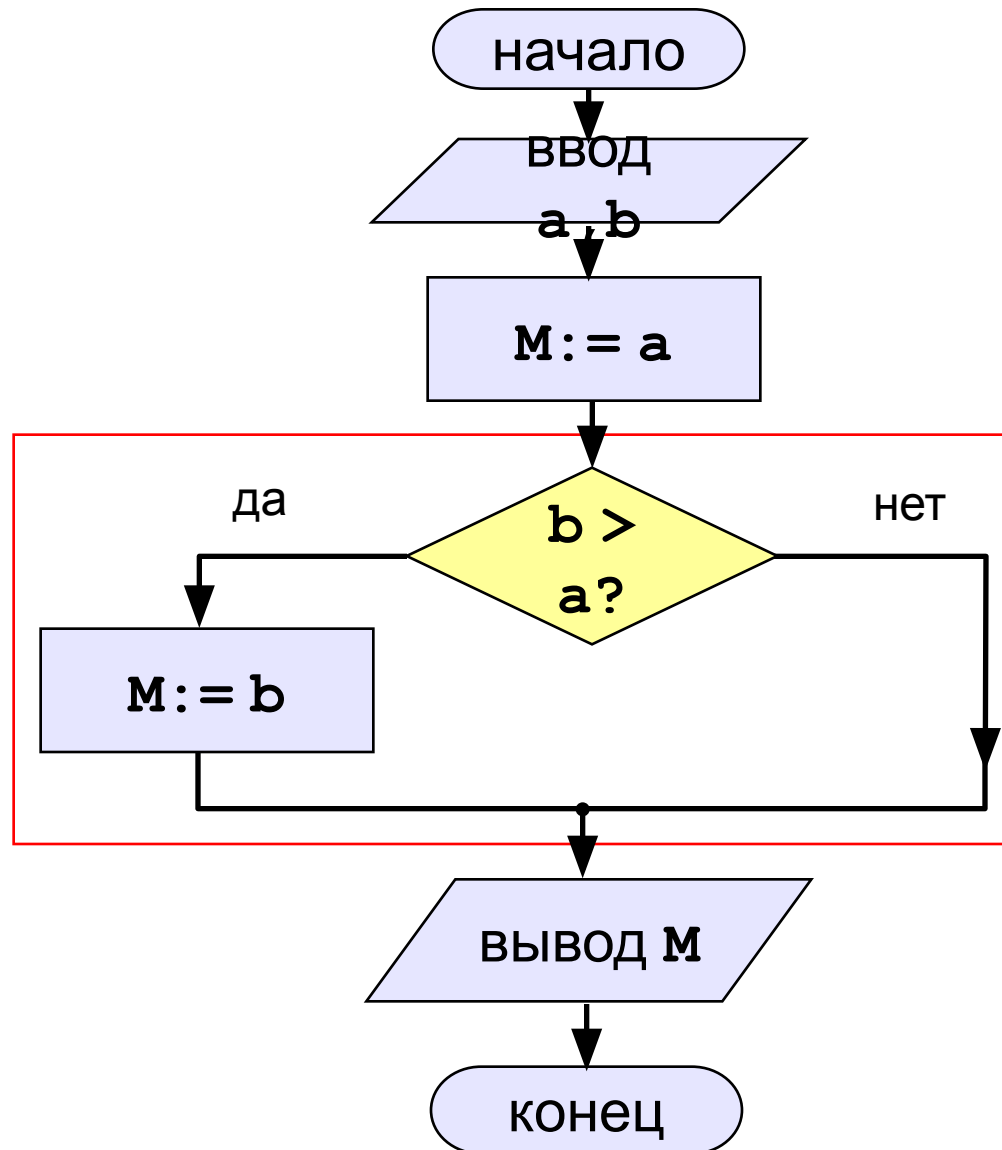 начало
ввод
a,b
M:= a
да
нет
b >
a?
M:= b
вывод M
конец